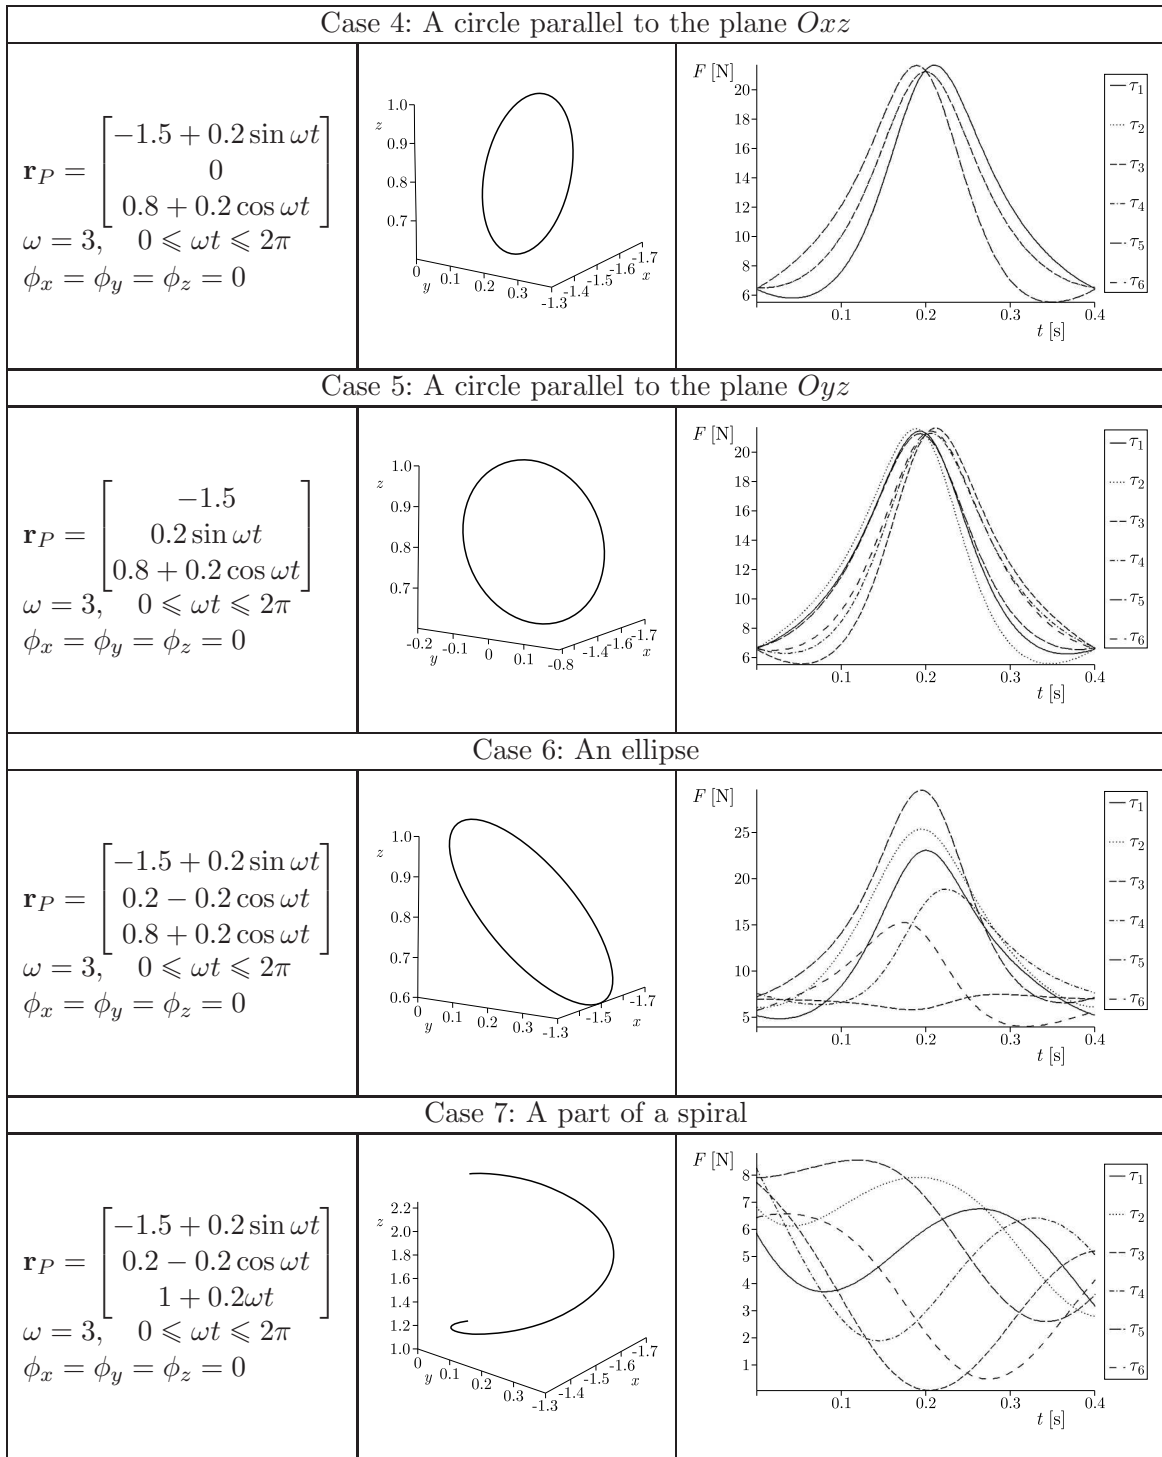 Case 4: A circle parallel to the plane Oxz
r_P = [−1.5 + 0.2 sin ωt
0
0.8 + 0.2 cos ωt]
ω = 3, 0 ⩽ ωt ⩽ 2π
ϕ_x = ϕ_y = ϕ_z = 0
z
1.0
0.9
0.8
0.7
0 0.1 0.2 0.3
y
-1.3 -1.4 -1.5 -1.6 -1.7
x
F [N]
20
18
16
14
12
10
8
6
0.1 0.2 0.3 0.4
t [s]
τ1
τ2
τ3
τ4
τ5
τ6
Case 5: A circle parallel to the plane Oyz
r_P = [−1.5
0.2 sin ωt
0.8 + 0.2 cos ωt]
ω = 3, 0 ⩽ ωt ⩽ 2π
ϕ_x = ϕ_y = ϕ_z = 0
z
1.0
0.9
0.8
0.7
-0.2 -0.1 0 0.1
y
-0.8 -1.4 -1.6 -1.7
x
F [N]
20
18
16
14
12
10
8
6
0.1 0.2 0.3 0.4
t [s]
τ1
τ2
τ3
τ4
τ5
τ6
Case 6: An ellipse
r_P = [−1.5 + 0.2 sin ωt
0.2 − 0.2 cos ωt
0.8 + 0.2 cos ωt]
ω = 3, 0 ⩽ ωt ⩽ 2π
ϕ_x = ϕ_y = ϕ_z = 0
z
1.0
0.9
0.8
0.7
0.6
0 0.1 0.2 0.3
y
-1.3 -1.5 -1.7
x
F [N]
25
20
15
10
5
0.1 0.2 0.3 0.4
t [s]
τ1
τ2
τ3
τ4
τ5
τ6
Case 7: A part of a spiral
r_P = [−1.5 + 0.2 sin ωt
0.2 − 0.2 cos ωt
1 + 0.2ωt]
ω = 3, 0 ⩽ ωt ⩽ 2π
ϕ_x = ϕ_y = ϕ_z = 0
z
2.2
2.0
1.8
1.6
1.4
1.2
1.0
0 0.1 0.2 0.3
y
-1.3 -1.4 -1.5 -1.6 -1.7
x
F [N]
8
7
6
5
4
3
2
1
0.1 0.2 0.3 0.4
t [s]
τ1
τ2
τ3
τ4
τ5
τ6